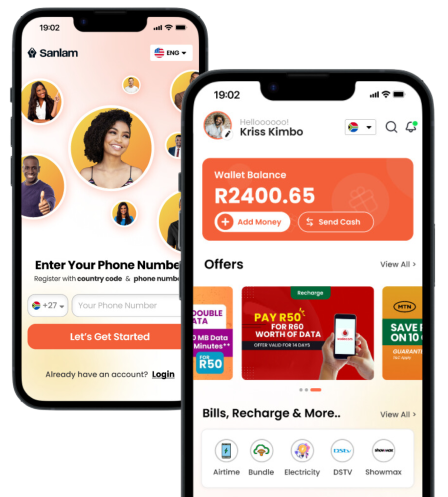 19:02
Sanlam
ENG
Enter Your Phone Numbe
Register with country code & phone numbe
+27
Your Phone Number
Let's Get Started
Already have an account? Login
19:02
Helloooooo!
Kriss Kimbo
Wallet Balance
R2400.65
Add Money
Send Cash
Offers
View All >
DOUBLE
ATA
0 MB Data
Minutes**
FOR
R50
Recharge
PAY R50
FOR R60
WORTH OF DATA
OFFER VALID FOR 14 DAYS
MTN
SAVE
ON 10
GUARANT
Bills, Recharge & More..
View All >
Airtime
Bundle
Electricity
DSTV
Showmax
DStv
showmax